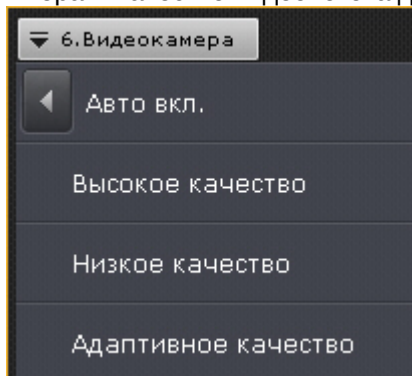 6.Видеокамера
Авто вкл.
Высокое качество
Низкое качество
Адаптивное качество